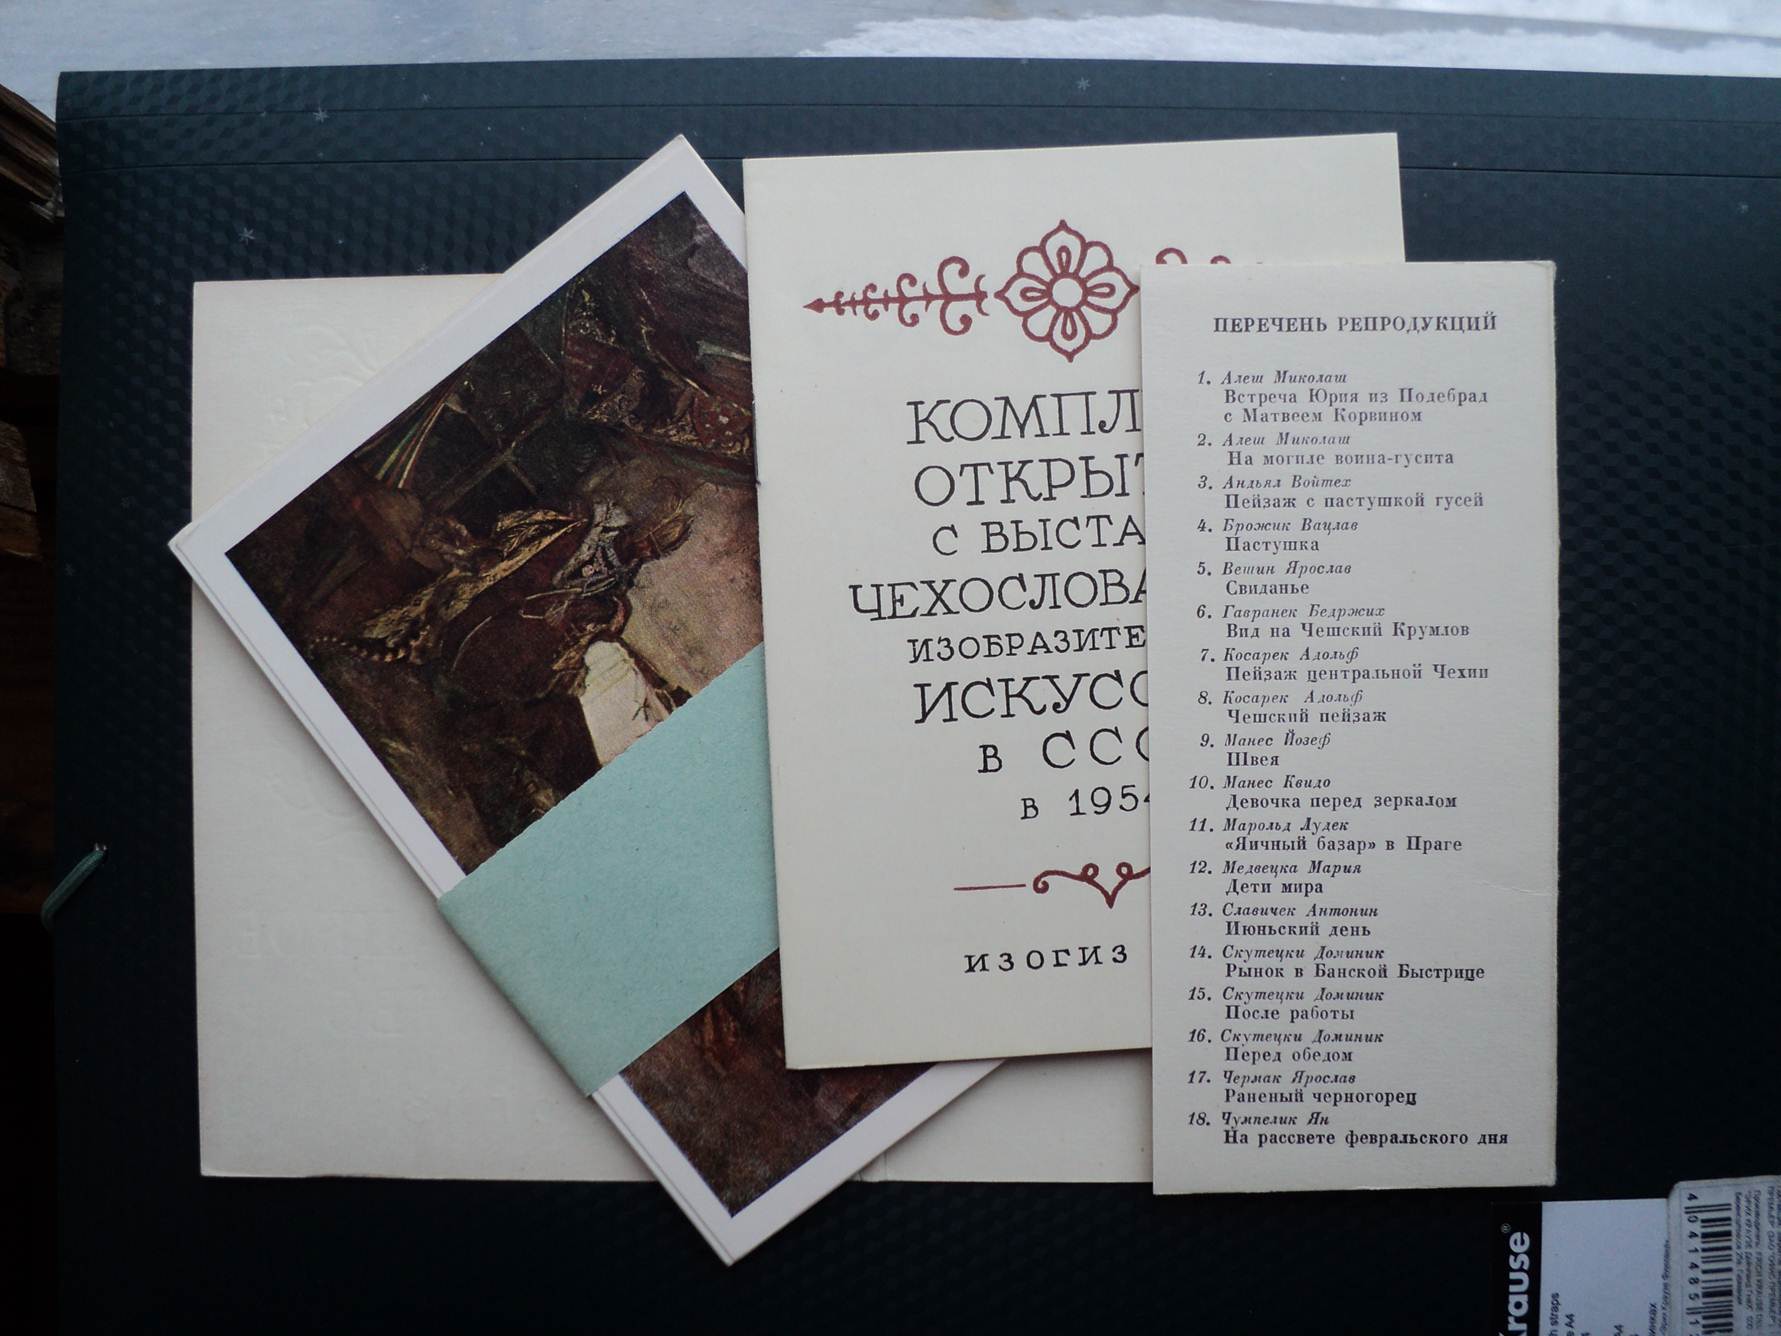 КОМПЛ
ОТКРЫТ
С ВЫСТА
ЧЕХОСЛОВА
ИЗОБРАЗИТЕ
ИСКУСС
В СССР
В 1954
ИЗОГИЗ
ПЕРЕЧЕНЬ РЕПРОДУКЦИЙ
1. Алеш Миколаш
Встреча Юрия из Подебрад
с Матвеем Корвином
2. Алеш Миколаш
На могиле воина-гусита
3. Андьял Войтех
Пейзаж с пастушкой гусей
4. Брожик Вацлав
Пастушка
5. Вешин Ярослав
Свиданье
6. Гавранек Бедржих
Вид на Чешский Крумлов
7. Косарек Адольф
Пейзаж центральной Чехии
8. Косарек Адольф
Чешский пейзаж
9. Манес Йозеф
Швея
10. Манес Квидо
Девочка перед зеркалом
11. Марольд Лудек
«Яичный базар» в Праге
12. Медвецка Мария
Дети мира
13. Славичек Антонин
Июньский день
14. Скутецки Доминик
Рынок в Банской Быстрице
15. Скутецки Доминик
После работы
16. Скутецки Доминик
Перед обедом
17. Чермак Ярослав
Раненый черногорец
18. Чумпелик Ян
На рассвете февральского дня
Krause®
straps
A4